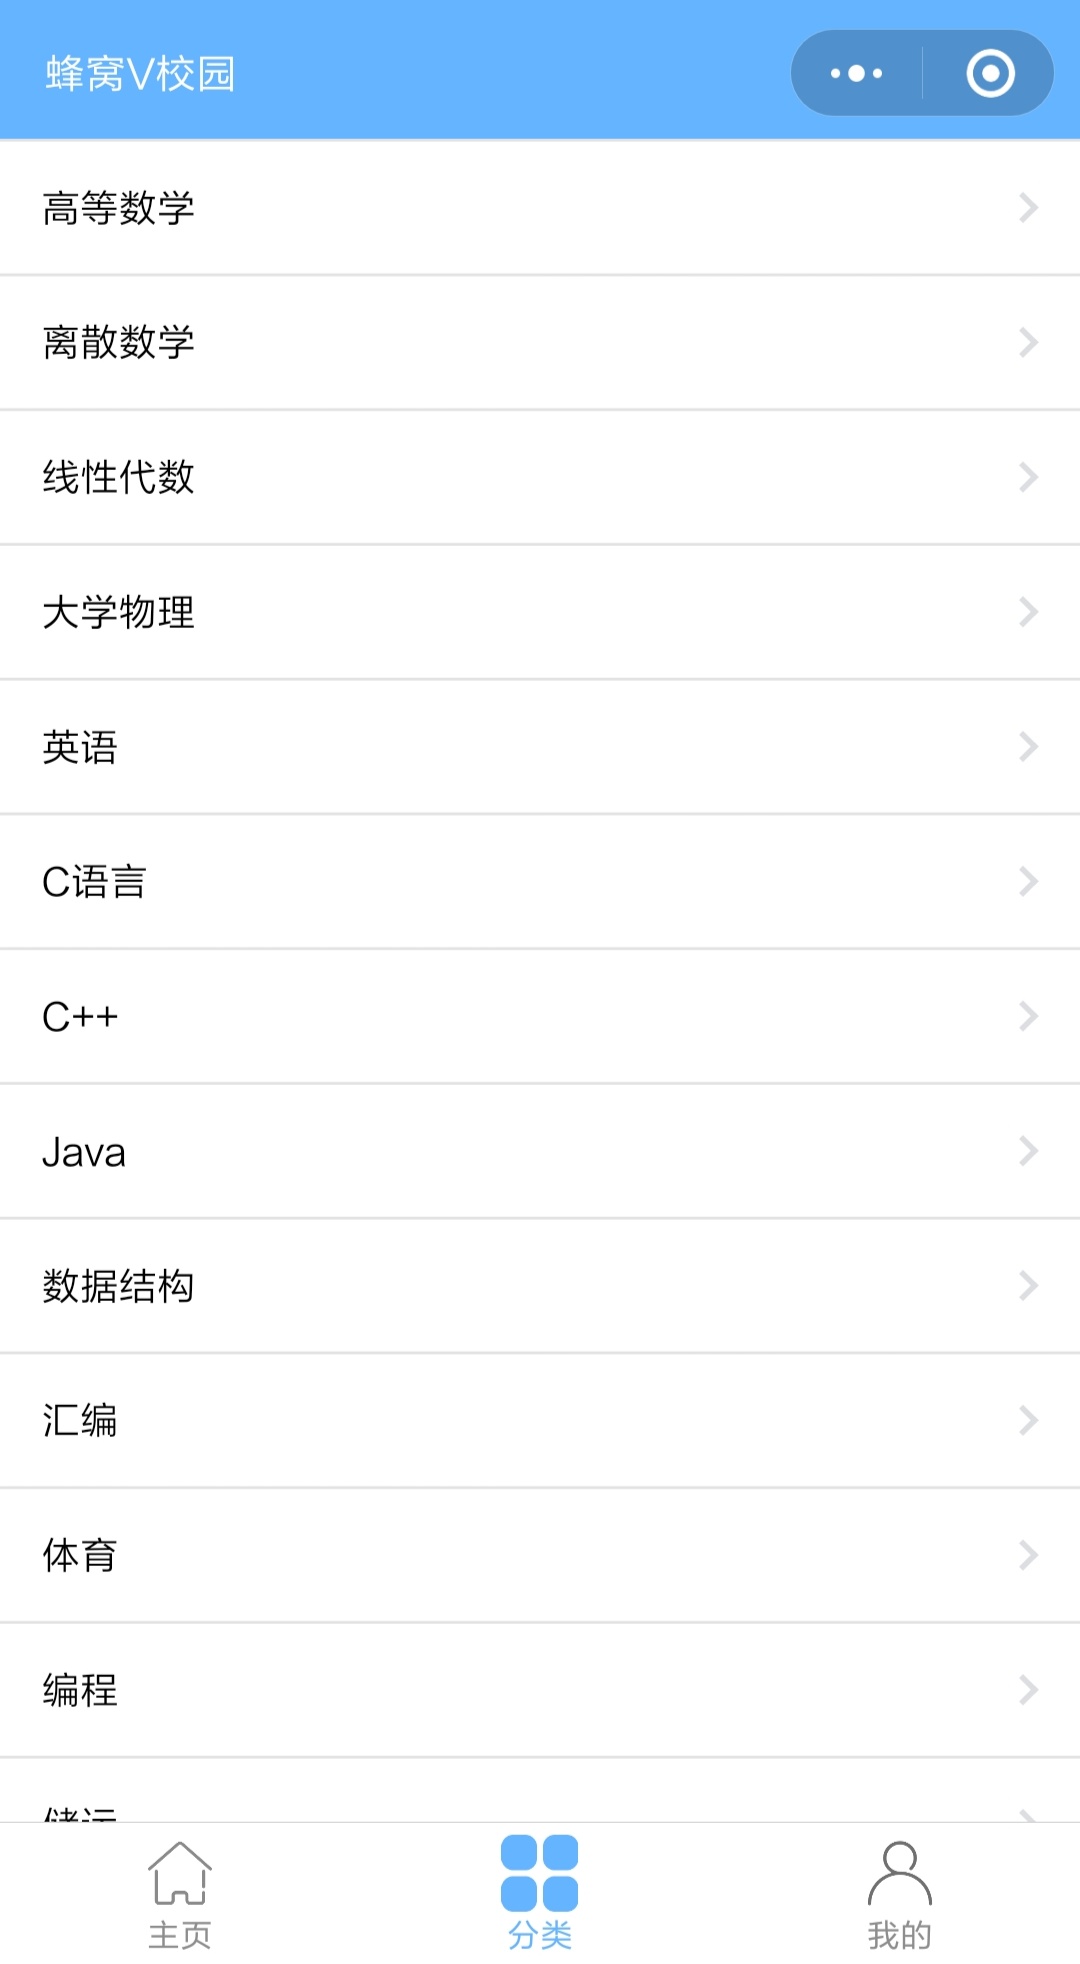 蜂窝V校园
高等数学
离散数学
线性代数
大学物理
英语
C语言
C++
Java
数据结构
汇编
体育
编程
储运
主页
分类
我的